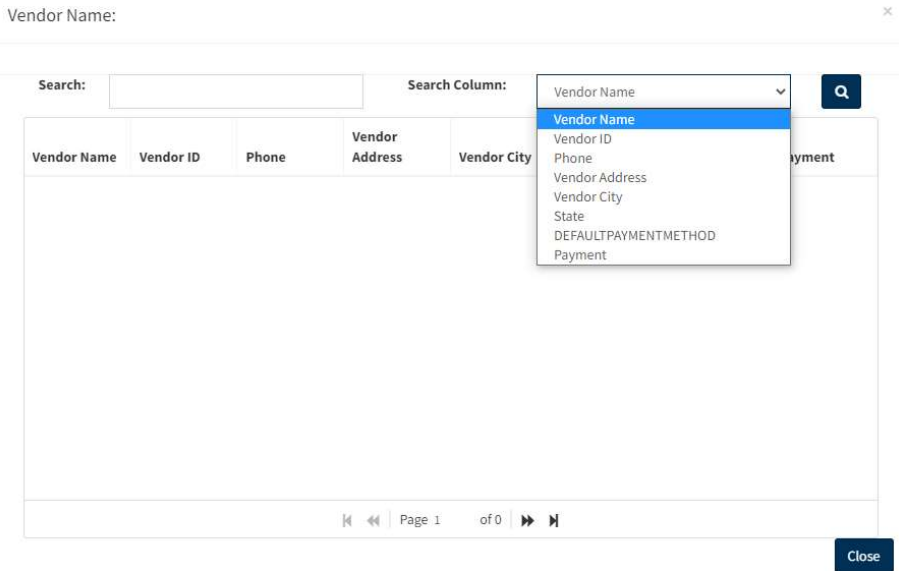 Vendor Name:
×
Search:
Search Column:
Vendor Name
Vendor Name
Vendor ID
Phone
Vendor Address
Vendor City
State
DEFAULTPAYMENTMETHOD
Payment
Vendor Name
Vendor ID
Phone
Vendor
Address
Vendor City
ayment
Page 1 of 0
Close